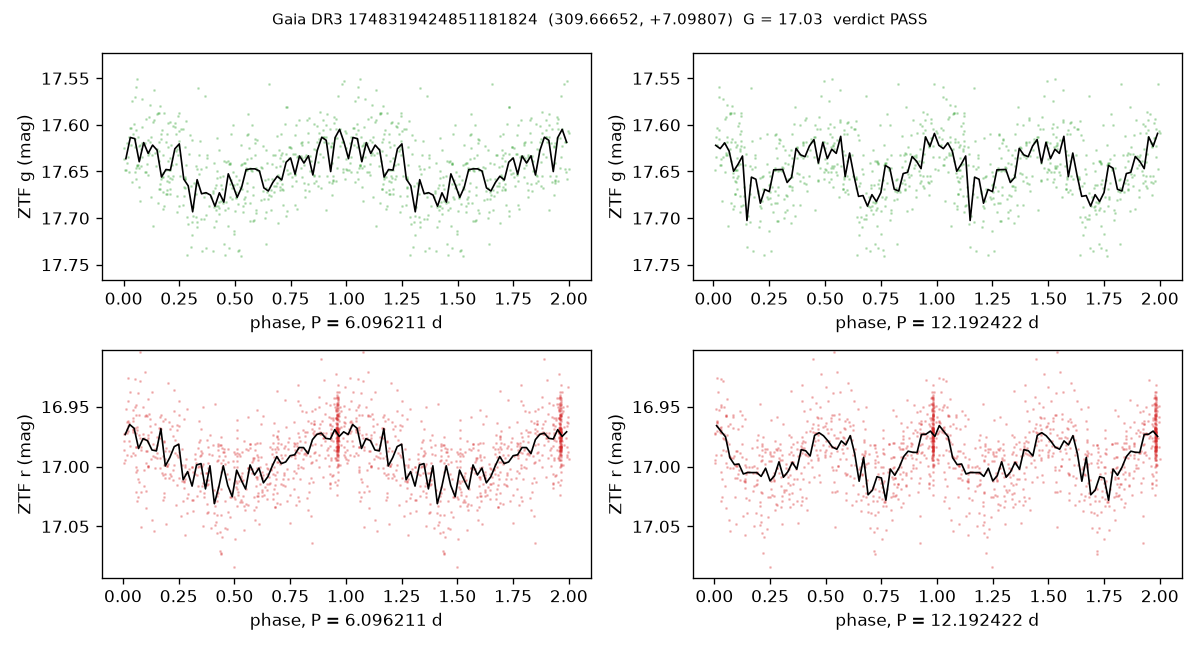 Gaia DR3 1748319424851181824  (309.66652, +7.09807)  G = 17.03  verdict PASS
ZTF g (mag)
17.55
17.60
17.65
17.70
17.75
0.00 0.25 0.50 0.75 1.00 1.25 1.50 1.75 2.00
phase, P = 6.096211 d
ZTF g (mag)
17.55
17.60
17.65
17.70
17.75
0.00 0.25 0.50 0.75 1.00 1.25 1.50 1.75 2.00
phase, P = 12.192422 d
ZTF r (mag)
16.95
17.00
17.05
0.00 0.25 0.50 0.75 1.00 1.25 1.50 1.75 2.00
phase, P = 6.096211 d
ZTF r (mag)
16.95
17.00
17.05
0.00 0.25 0.50 0.75 1.00 1.25 1.50 1.75 2.00
phase, P = 12.192422 d